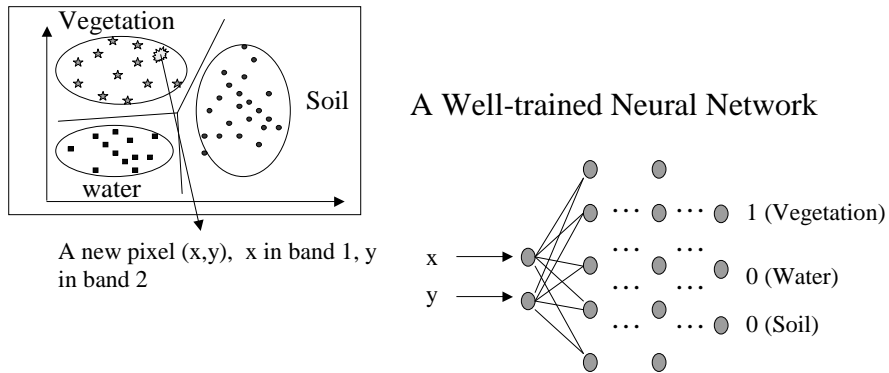 Vegetation
Soil
water
A new pixel (x,y), x in band 1, y
in band 2
A Well-trained Neural Network
x
y
... ... 1 (Vegetation)
... ... 0 (Water)
... ...
... ... 0 (Soil)